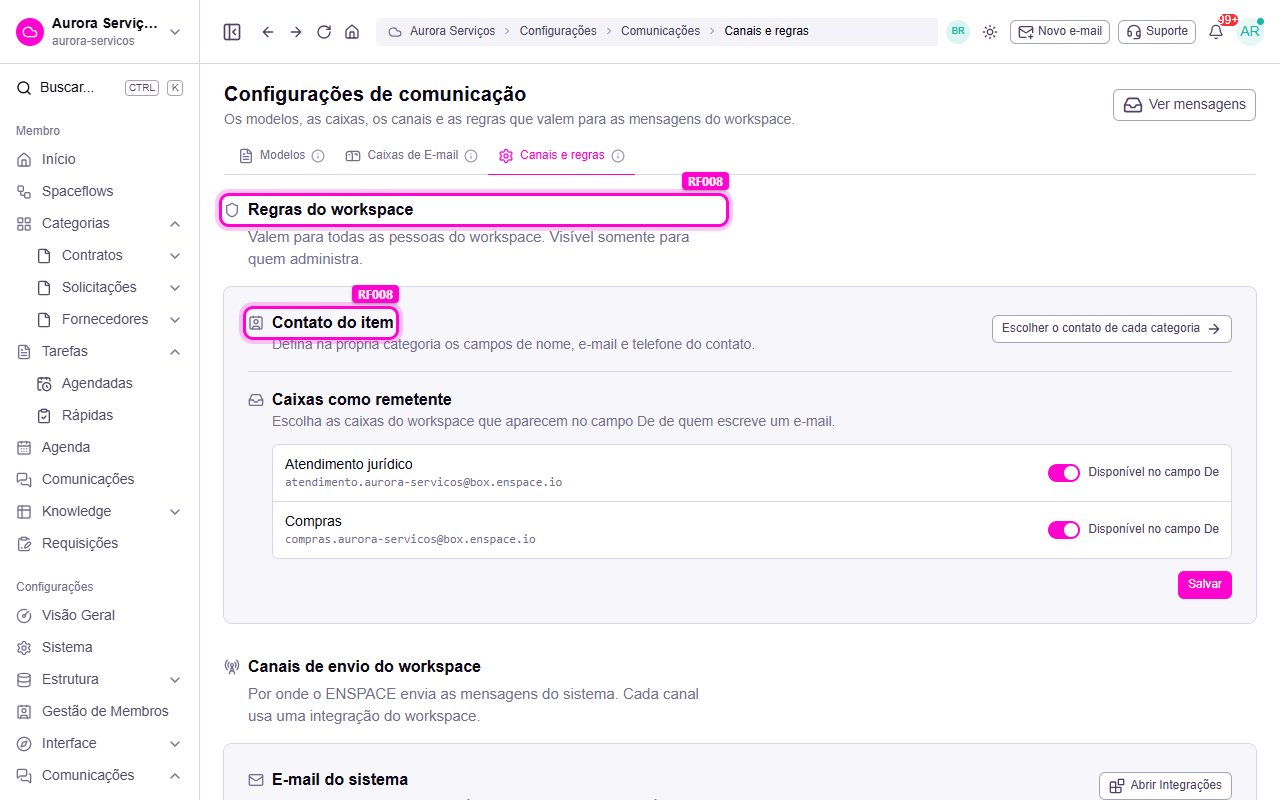 Aurora Serviç...
aurora-servicos
Buscar...
CTRL
K
Membro
Início
Spaceflows
Categorias
Contratos
Solicitações
Fornecedores
Tarefas
Agendadas
Rápidas
Agenda
Comunicações
Knowledge
Requisições
Configurações
Visão Geral
Sistema
Estrutura
Gestão de Membros
Interface
Comunicações
Aurora Serviços
Configurações
Comunicações
Canais e regras
BR
Novo e-mail
Suporte
99+
AR
Configurações de comunicação
Os modelos, as caixas, os canais e as regras que valem para as mensagens do workspace.
Ver mensagens
Modelos
Caixas de E-mail
Canais e regras
RF008
Regras do workspace
Valem para todas as pessoas do workspace. Visível somente para
quem administra.
RF008
Contato do item
Defina na própria categoria os campos de nome, e-mail e telefone do contato.
Escolher o contato de cada categoria
Caixas como remetente
Escolha as caixas do workspace que aparecem no campo De de quem escreve um e-mail.
Atendimento jurídico
atendimento.aurora-servicos@box.enspace.io
Disponível no campo De
Compras
compras.aurora-servicos@box.enspace.io
Disponível no campo De
Salvar
Canais de envio do workspace
Por onde o ENSPACE envia as mensagens do sistema. Cada canal
usa uma integração do workspace.
E-mail do sistema
Abrir Integrações